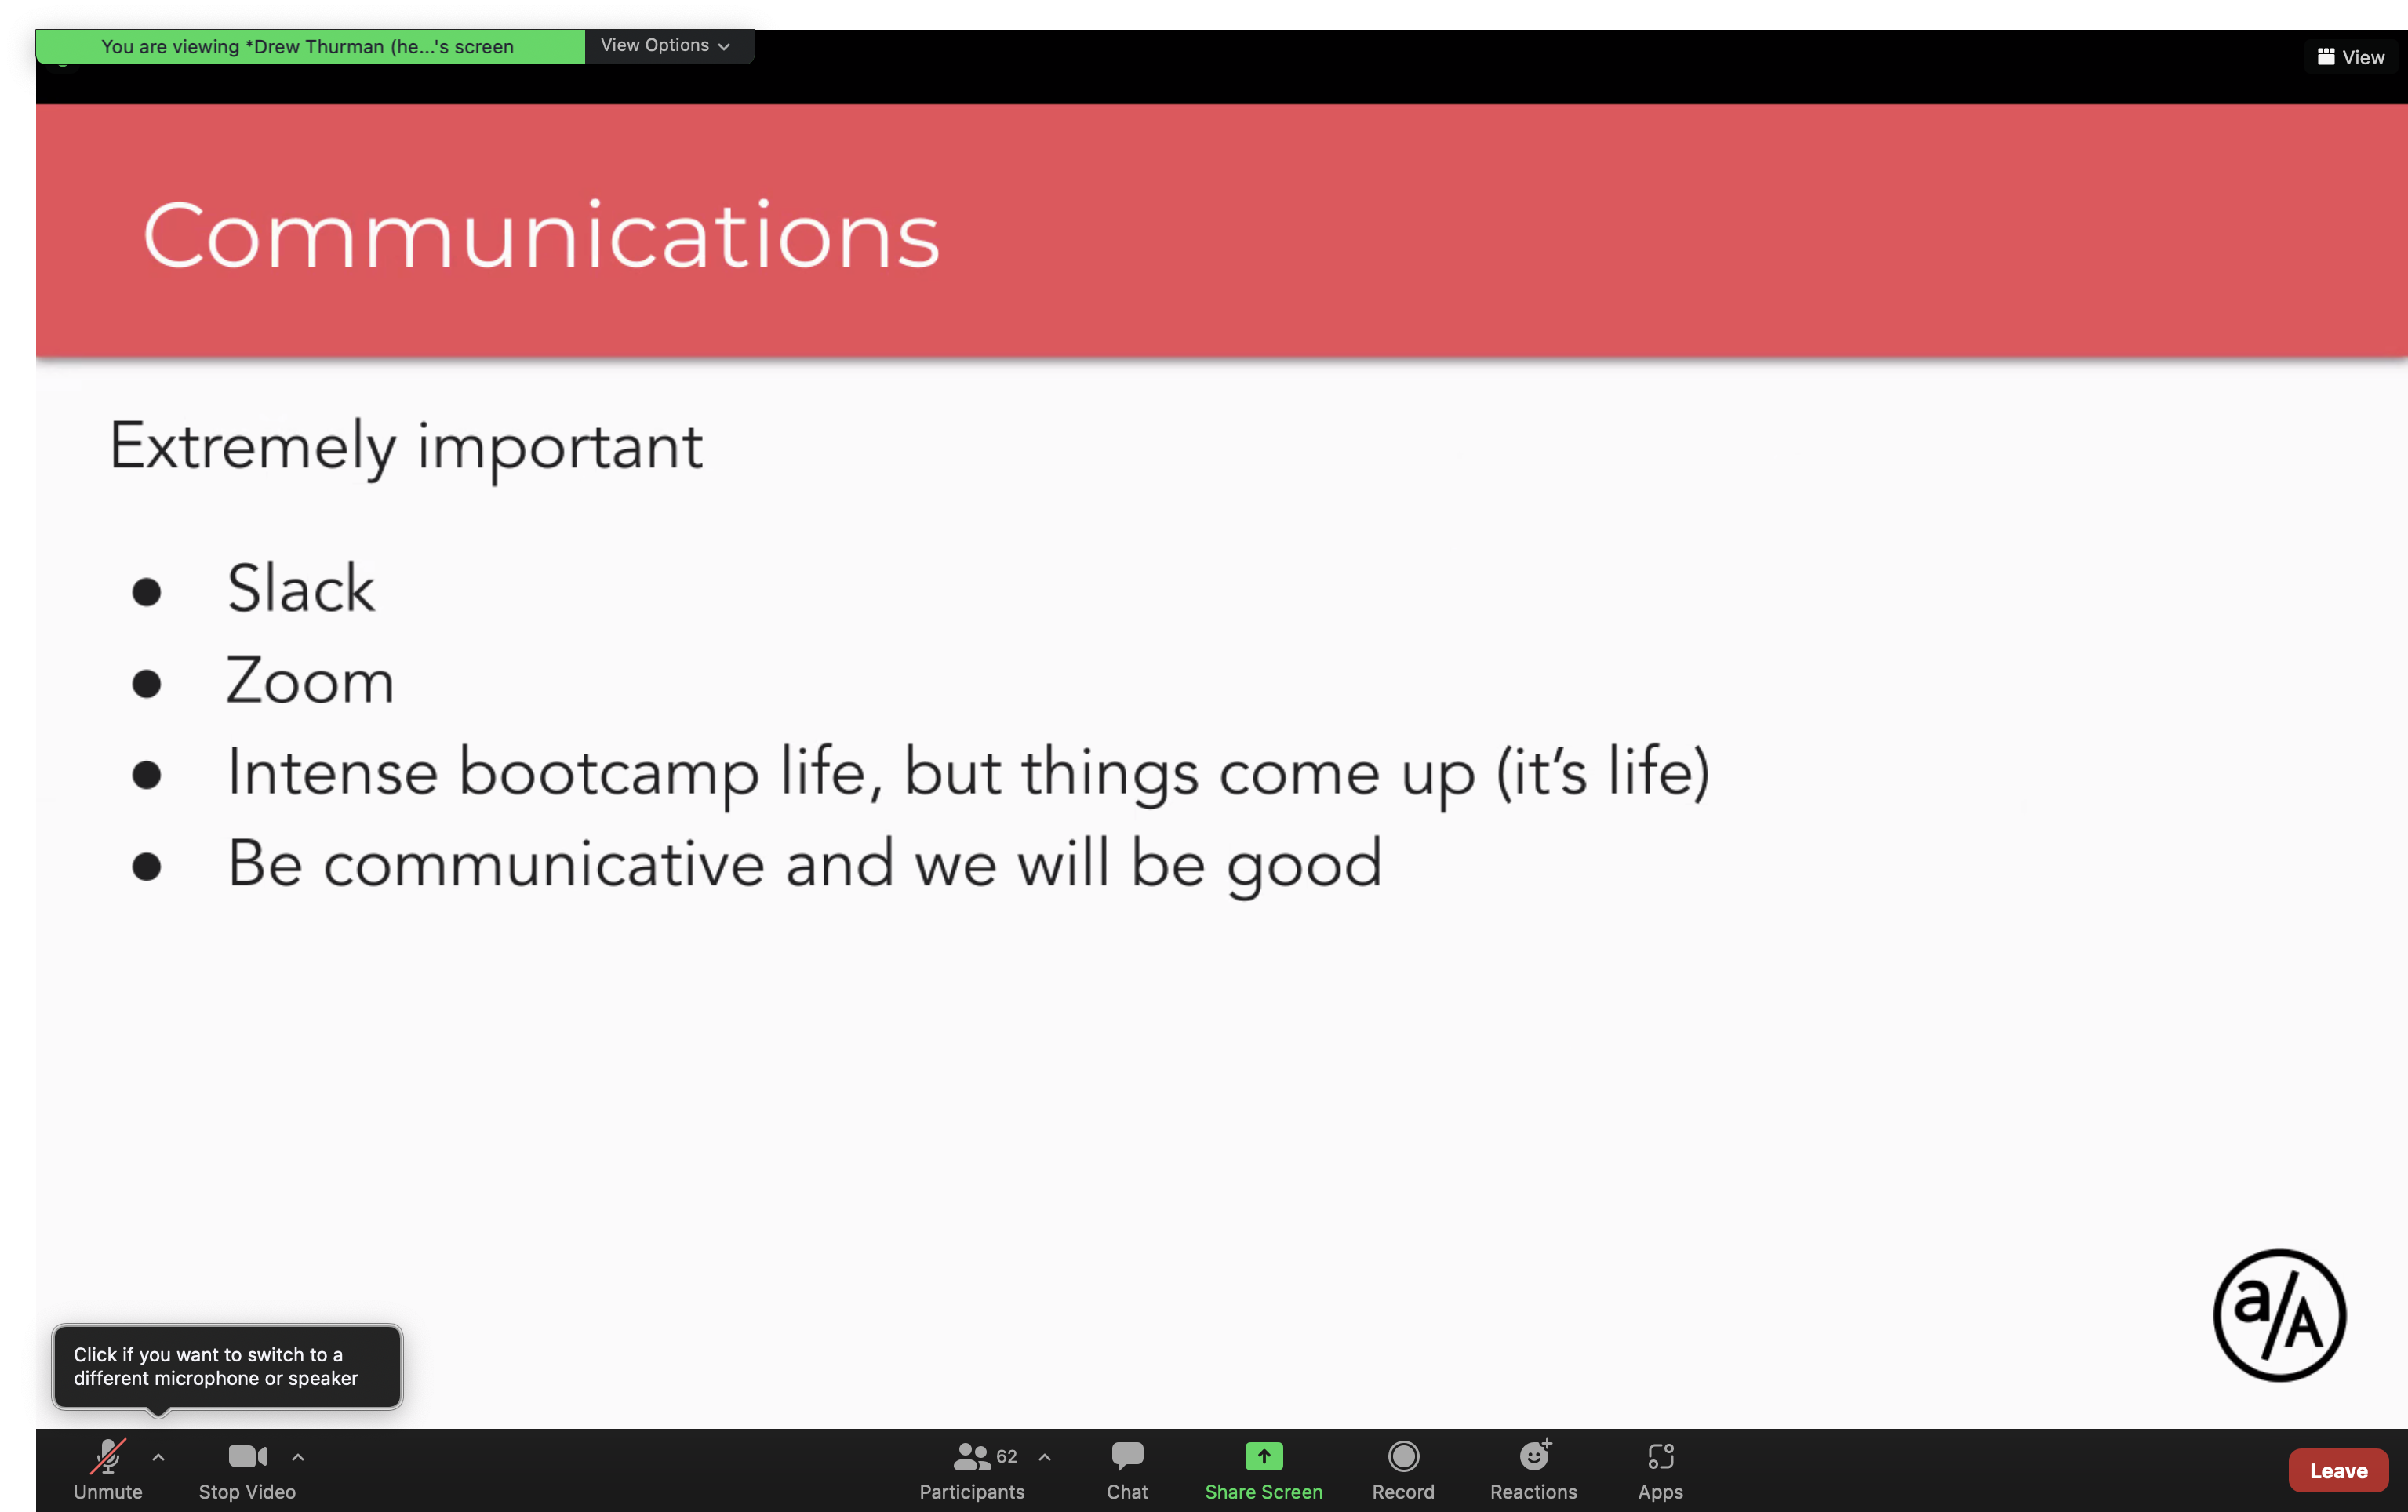 You are viewing *Drew Thurman (he...'s screen
View Options
View
Communications
Extremely important
● Slack
● Zoom
● Intense bootcamp life, but things come up (it’s life)
● Be communicative and we will be good
a/A
Click if you want to switch to a
different microphone or speaker
Unmute
Stop Video
62
Participants
Chat
Share Screen
Record
Reactions
Apps
Leave